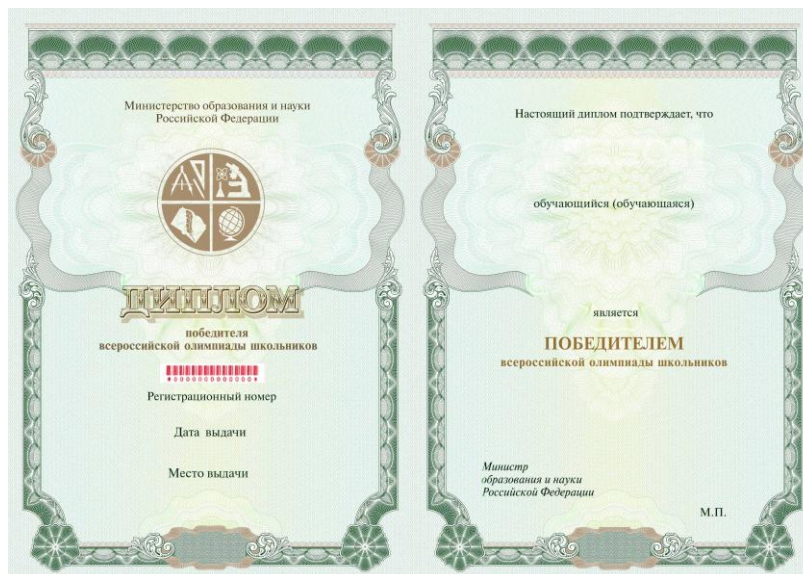 Министерство образования и науки
Российской Федерации
ДИПЛОМ
победителя
всероссийской олимпиады школьников
*000000000000*
Регистрационный номер
Дата выдачи
Место выдачи
Настоящий диплом подтверждает, что
обучающийся (обучающаяся)
является
ПОБЕДИТЕЛЕМ
всероссийской олимпиады школьников
Министр
образования и науки
Российской Федерации
М.П.